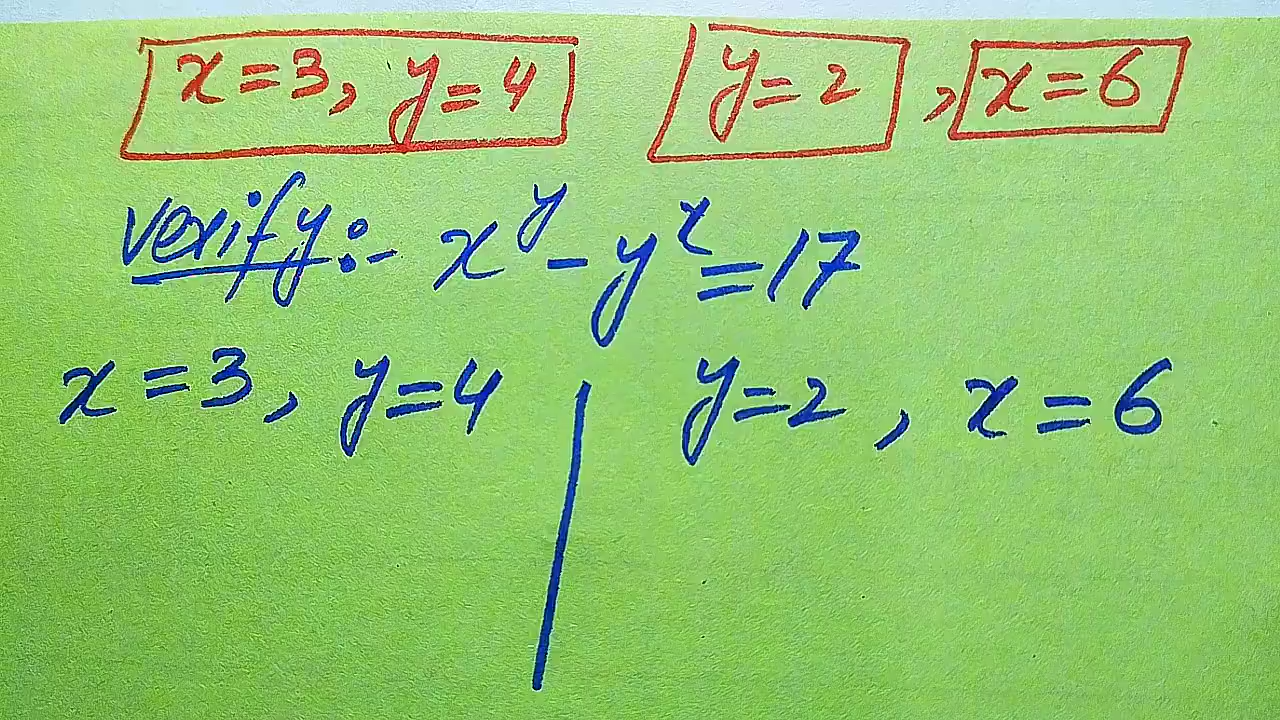 x=3, y=4 y=2 , x=6
verify:- x^y - y^x = 17
x=3, y=4 y=2 , x=6